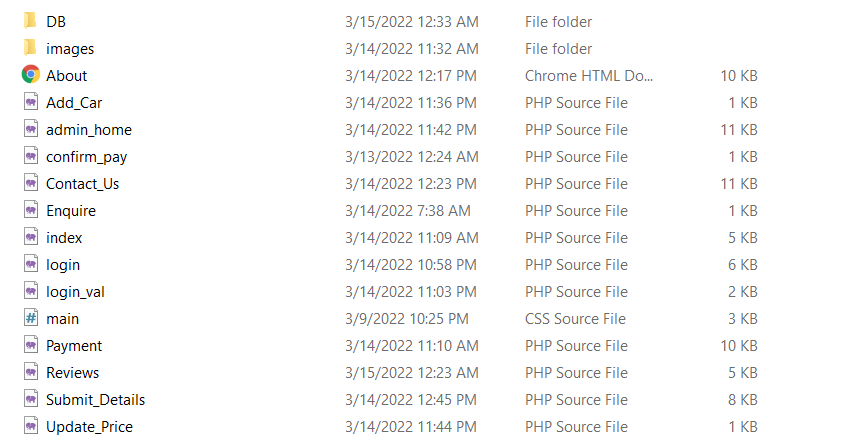 DB 3/15/2022 12:33 AM File folder
images 3/14/2022 11:32 AM File folder
About 3/14/2022 12:17 PM Chrome HTML Do... 10 KB
Add_Car 3/14/2022 11:36 PM PHP Source File 1 KB
admin_home 3/14/2022 11:42 PM PHP Source File 11 KB
confirm_pay 3/13/2022 12:24 AM PHP Source File 1 KB
Contact_Us 3/14/2022 12:23 PM PHP Source File 11 KB
Enquire 3/14/2022 7:38 AM PHP Source File 1 KB
index 3/14/2022 11:09 AM PHP Source File 5 KB
login 3/14/2022 10:58 PM PHP Source File 6 KB
login_val 3/14/2022 11:03 PM PHP Source File 2 KB
main 3/9/2022 10:25 PM CSS Source File 3 KB
Payment 3/14/2022 11:10 AM PHP Source File 10 KB
Reviews 3/15/2022 12:23 AM PHP Source File 5 KB
Submit_Details 3/14/2022 12:45 PM PHP Source File 8 KB
Update_Price 3/14/2022 11:44 PM PHP Source File 1 KB